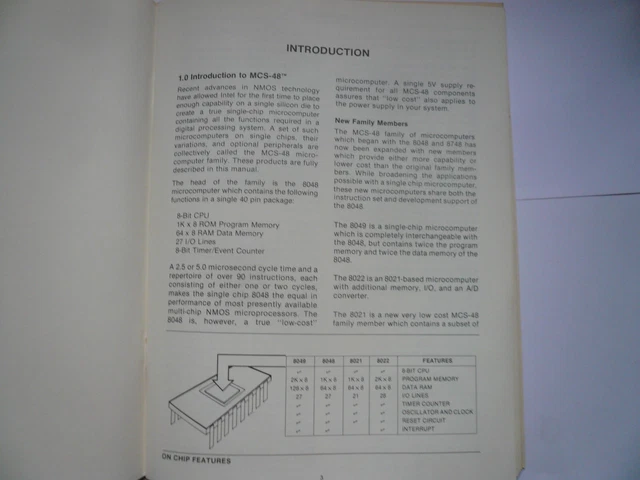 INTRODUCTION
1.0 Introduction to MCS-48™
Recent advances in NMOS technology
have allowed Intel for the first time to place
enough capability on a single silicon die to
create a true single-chip microcomputer
containing all the functions required in a
digital processing system. A set of such
microcomputers on single chips, their
variations, and optional peripherals are
collectively called the MCS-48 micro-
computer family. These products are fully
described in this manual.
The head of the family is the 8048
microcomputer which contains the following
functions in a single 40 pin package:
8-Bit CPU
1K x 8 ROM Program Memory
64 x 8 RAM Data Memory
27 I/O Lines
8-Bit Timer/Event Counter
A 2.5 or 5.0 microsecond cycle time and a
repertoire of over 90 instructions, each
consisting of either one or two cycles,
makes the single chip 8048 the equal in
performance of most presently available
multi-chip NMOS microprocessors. The
8048 is, however, a true "low-cost"
microcomputer. A single 5V supply re-
quirement for all MCS-48 components
assures that "low cost" also applies to
the power supply in your system.
New Family Members
The MCS-48 family of microcomputers
which began with the 8048 and 8748 has
now been expanded with new members
which provide either more capability or
lower cost than the original family mem-
bers. While broadening the applications
possible with a single chip microcomputer,
these new microcomputers share both the
instruction set and development support of
the 8048.
The 8049 is a single-chip microcomputer
which is completely interchangeable with
the 8048, but contains twice the program
memory and twice the data memory of the
8048.
The 8022 is an 8021-based microcomputer
with additional memory, I/O, and an A/D
converter.
The 8021 is a new very low cost MCS-48
family member which contains a subset of
8049 8048 8021 8022 FEATURES
✓ ✓ ✓ ✓ 8-BIT CPU
2K x 8 1K x 8 1K x 8 2K x 8 PROGRAM MEMORY
128 x 8 64 x 8 64 x 8 64 x 8 DATA RAM
27 27 21 28 I/O LINES
✓ ✓ ✓ ✓ TIMER COUNTER
✓ ✓ ✓ ✓ OSCILLATOR AND CLOCK
✓ ✓ ✓ ✓ RESET CIRCUIT
✓ ✓ ✓ INTERRUPT
ON CHIP FEATURES